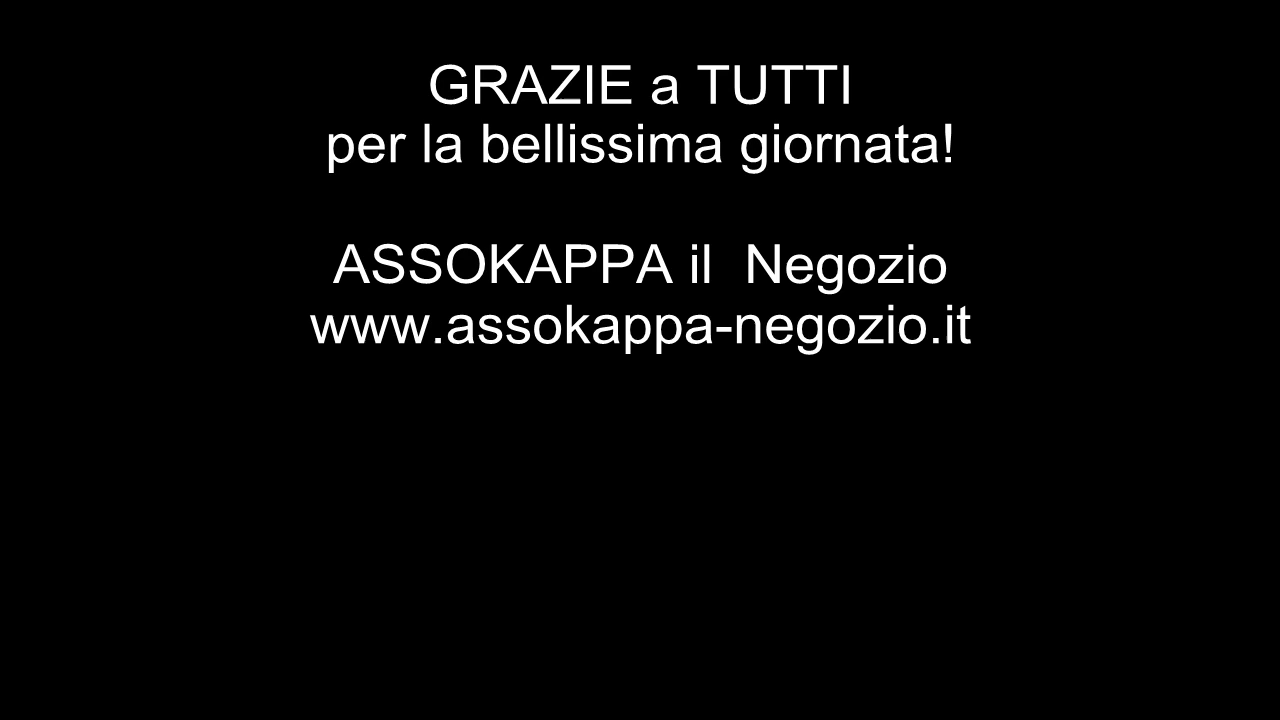 GRAZIE a TUTTI
per la bellissima giornata!
ASSOKAPPA il  Negozio
www.assokappa-negozio.it